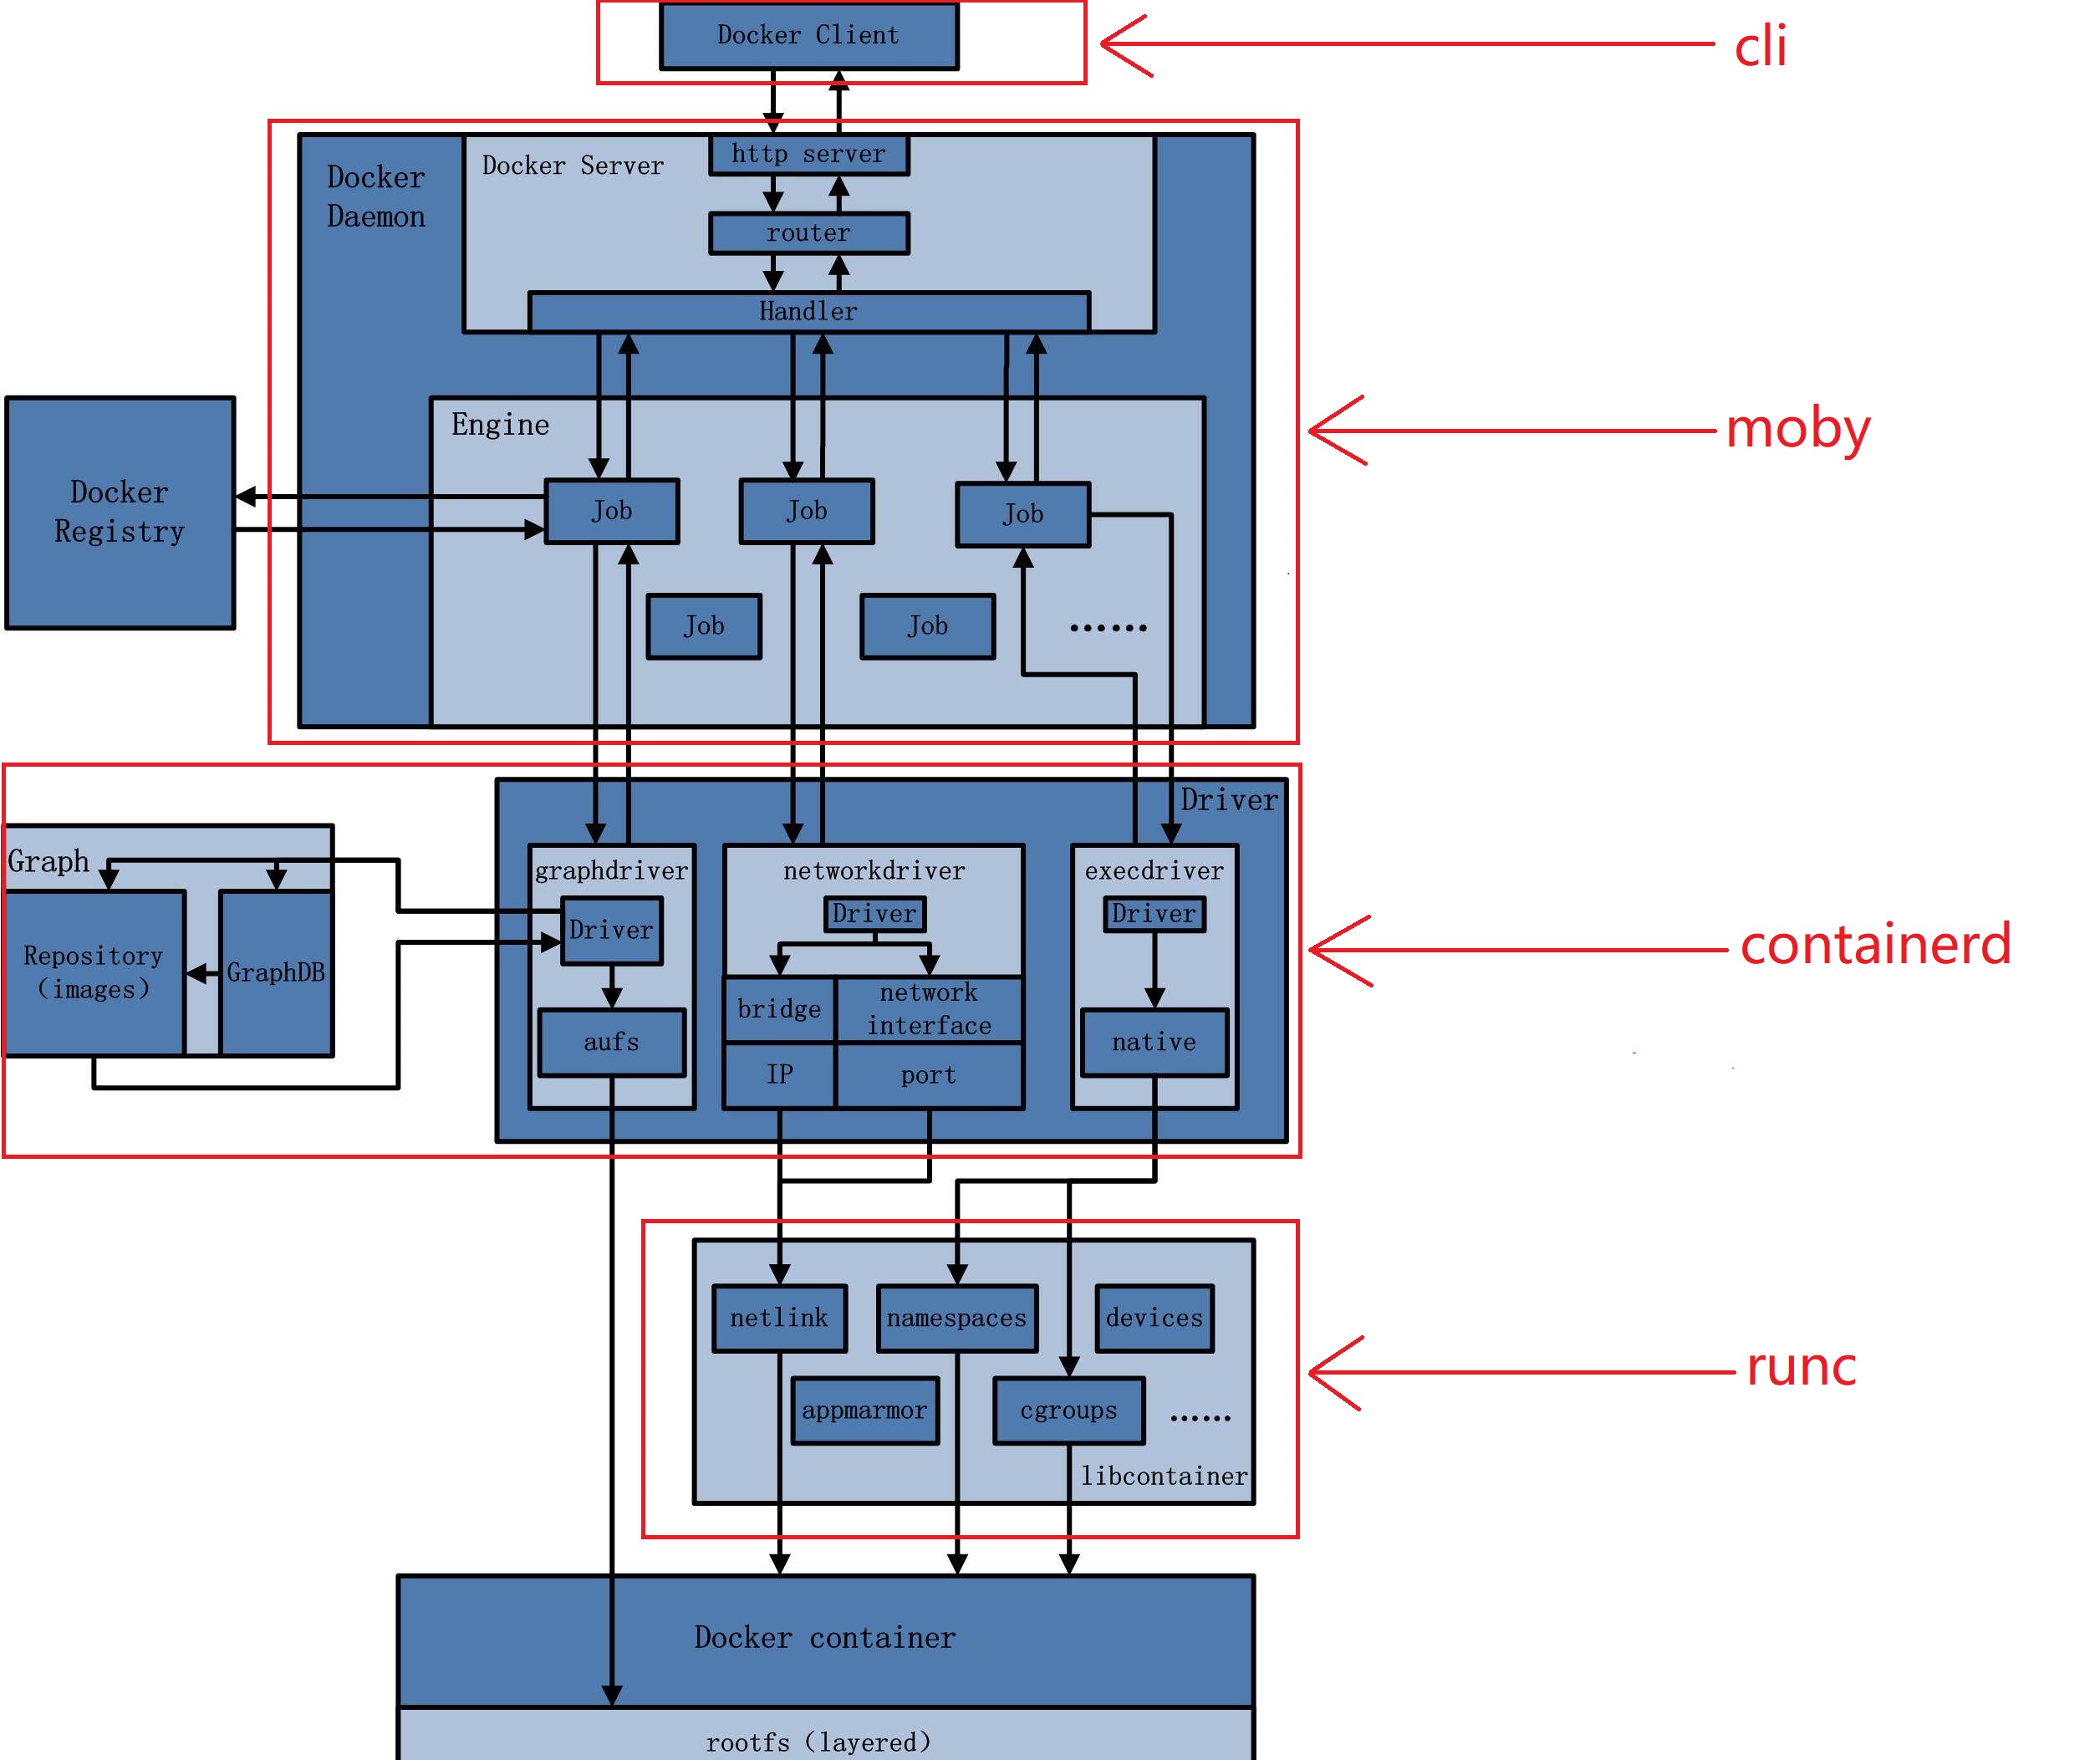 Docker Client
cli
Docker
Daemon
Docker Server
http server
router
Handler
Engine
moby
Docker
Registry
Job
Job
Job
Job
Job
......
Driver
Graph
graphdriver
networkdriver
execdriver
Driver
Driver
Driver
Repository
(images)
GraphDB
containerd
bridge
network
interface
aufs
native
IP
port
netlink
namespaces
devices
runc
appmarmor
cgroups
......
libcontainer
Docker container
rootfs (layered)